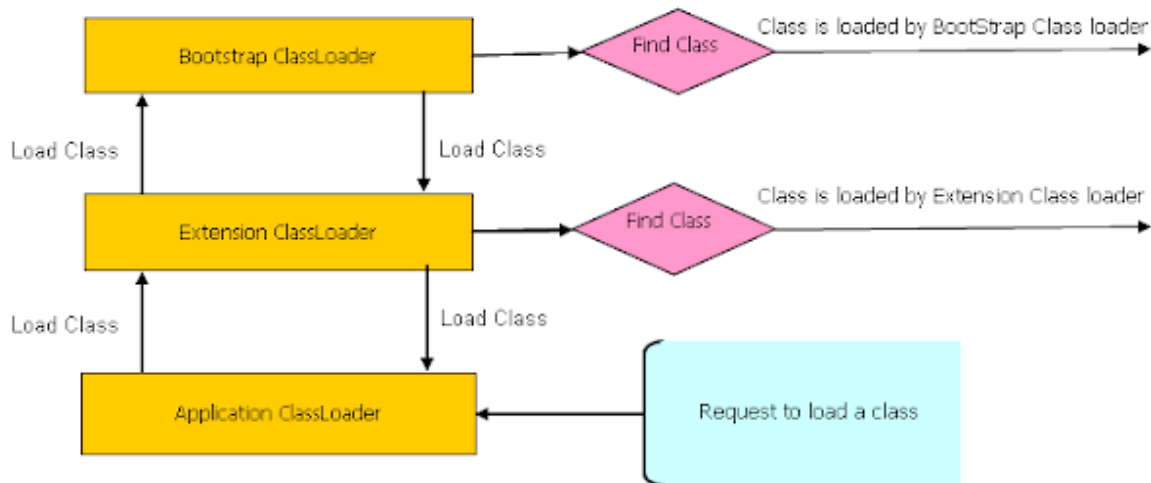 Class is loaded by BootStrap Class loader
Bootstrap ClassLoader
Find Class
Load Class
Load Class
Class is loaded by Extension Class loader
Extension ClassLoader
Find Class
Load Class
Load Class
Application ClassLoader
Request to load a class